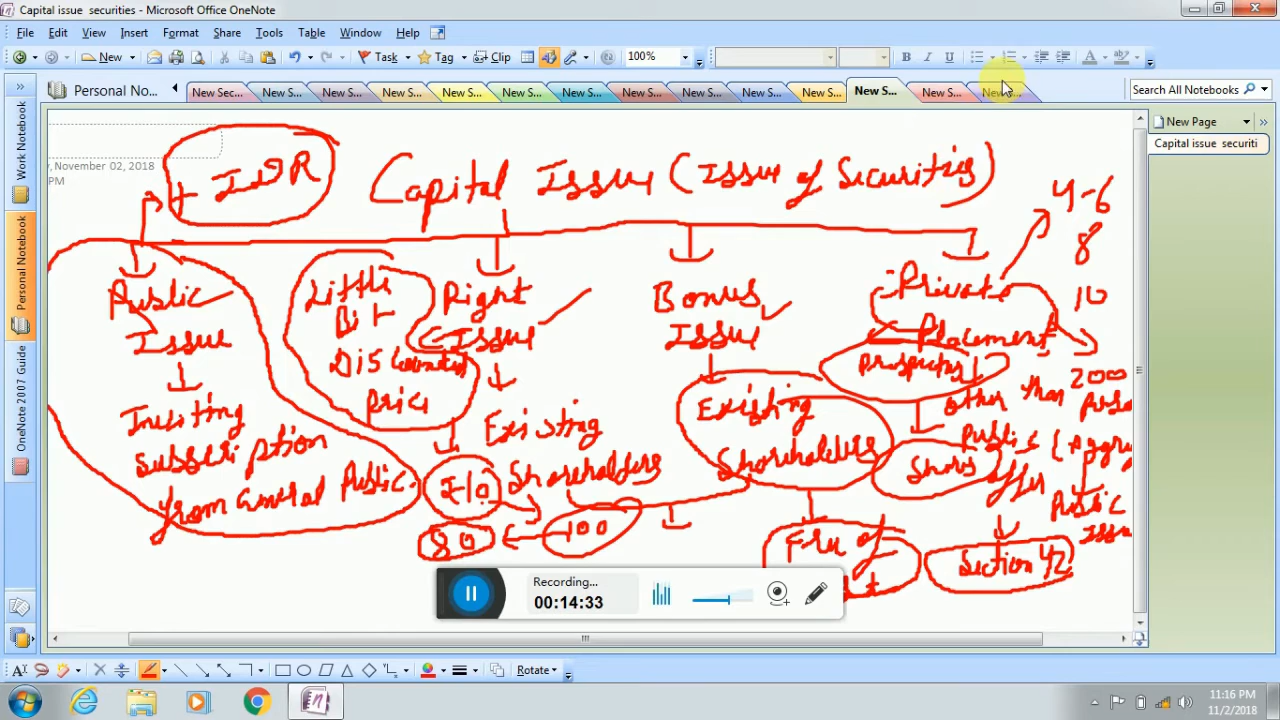 Capital issue securities - Microsoft Office OneNote
File Edit View Insert Format Share Tools Table Window Help
New Task Tag Clip 100%
Personal No... New Sec... New S... New S... New S... New S... New S... New S... New S... New S... New S... New S... New S... New
Search All Notebooks
New Page
Capital issue securiti
Work Notebook
Personal Notebook
OneNote 2007 Guide
, November 02, 2018
PM
Capital Issue (Issue of Securities)
4-6
8
10
200
Public
Issue
Inviting
Subscription
from General Public
Little
Bit
Discounted
Price
Right
Issue
Existing
Shareholders
80
100
Bonus
Issue
Existing
Shareholders
Free of
Private
Placement
Prospectus
Other than
Public
offer
Shares
Public
Section 42
Recording...
00:14:33
Rotate
11:16 PM
11/2/2018